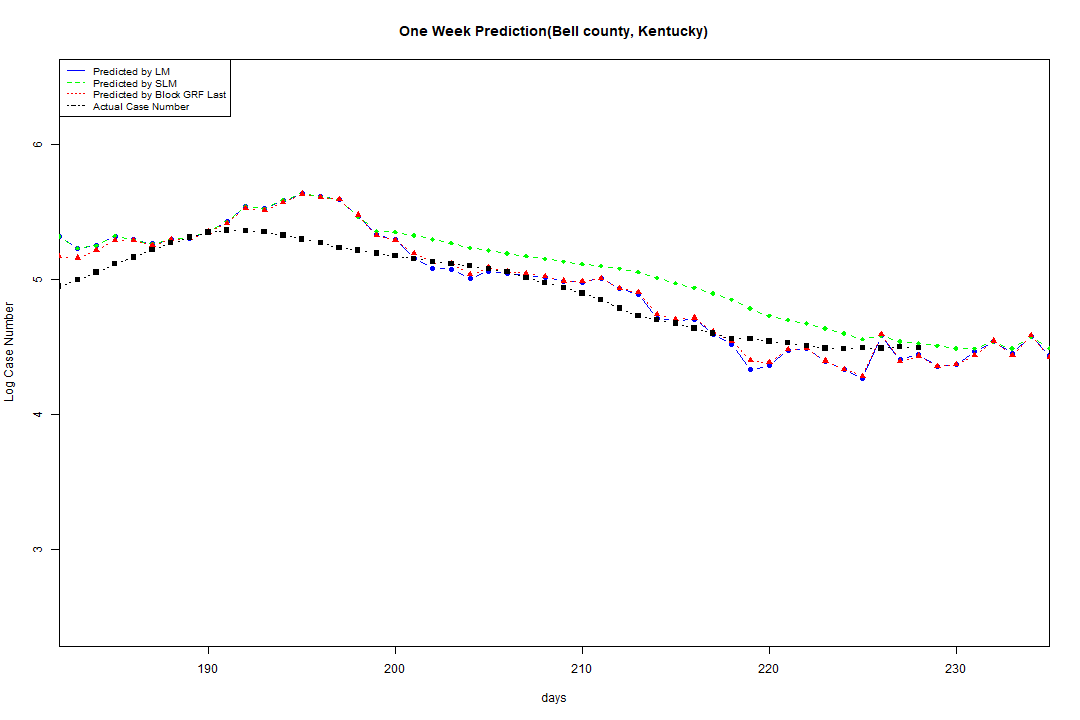 One Week Prediction(Bell county, Kentucky)
Predicted by LM
Predicted by SLM
Predicted by Block GRF Last
Actual Case Number
6
5
4
3
Log Case Number
190 200 210 220 230
days